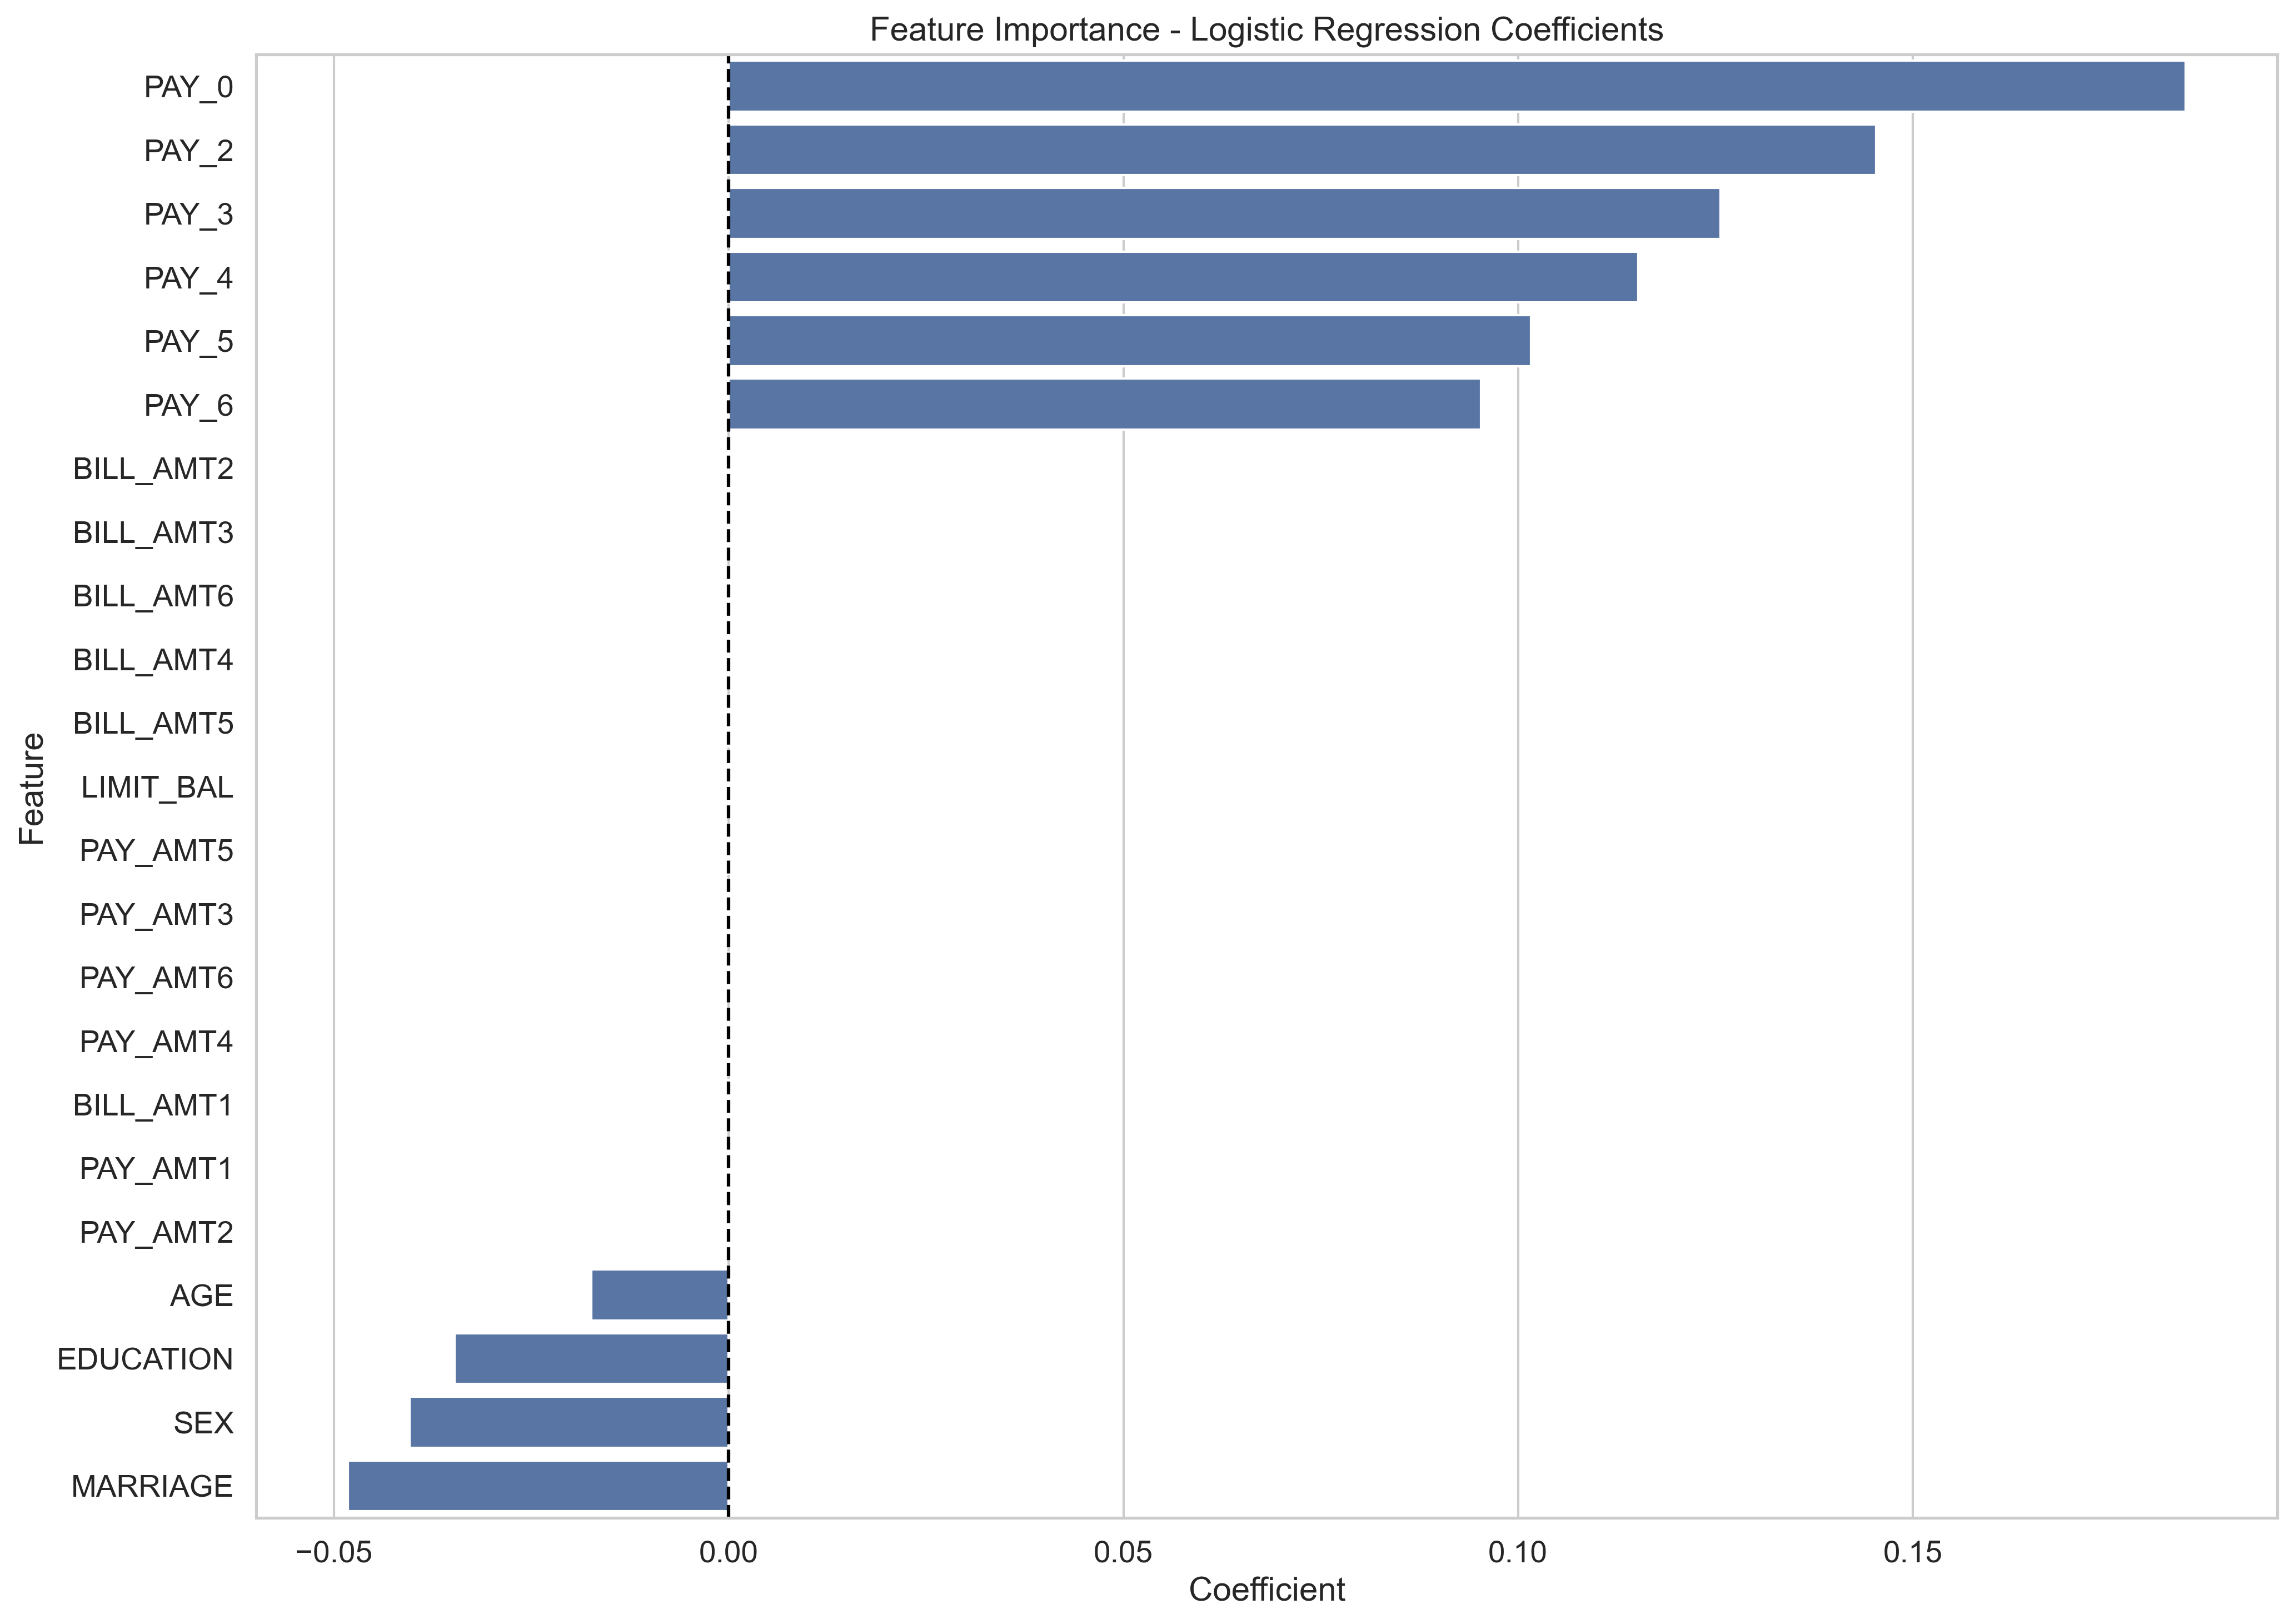 Feature Importance - Logistic Regression Coefficients
PAY_0
PAY_2
PAY_3
PAY_4
PAY_5
PAY_6
BILL_AMT2
BILL_AMT3
BILL_AMT6
BILL_AMT4
BILL_AMT5
LIMIT_BAL
PAY_AMT5
PAY_AMT3
PAY_AMT6
PAY_AMT4
BILL_AMT1
PAY_AMT1
PAY_AMT2
AGE
EDUCATION
SEX
MARRIAGE
Feature
−0.05 0.00 0.05 0.10 0.15
Coefficient